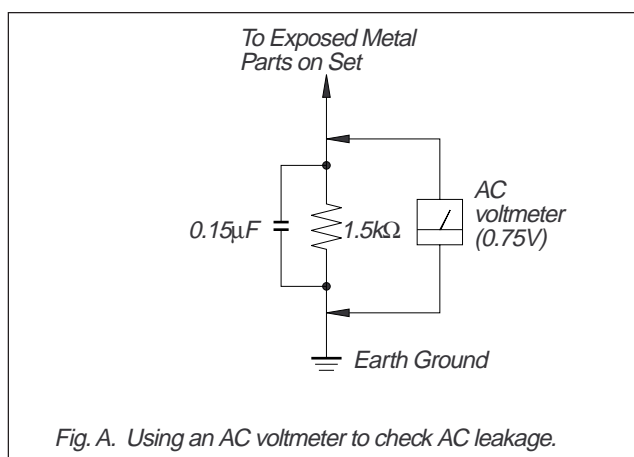 To Exposed Metal
Parts on Set
0.15μF
1.5kΩ
AC
voltmeter
(0.75V)
Earth Ground
Fig. A. Using an AC voltmeter to check AC leakage.